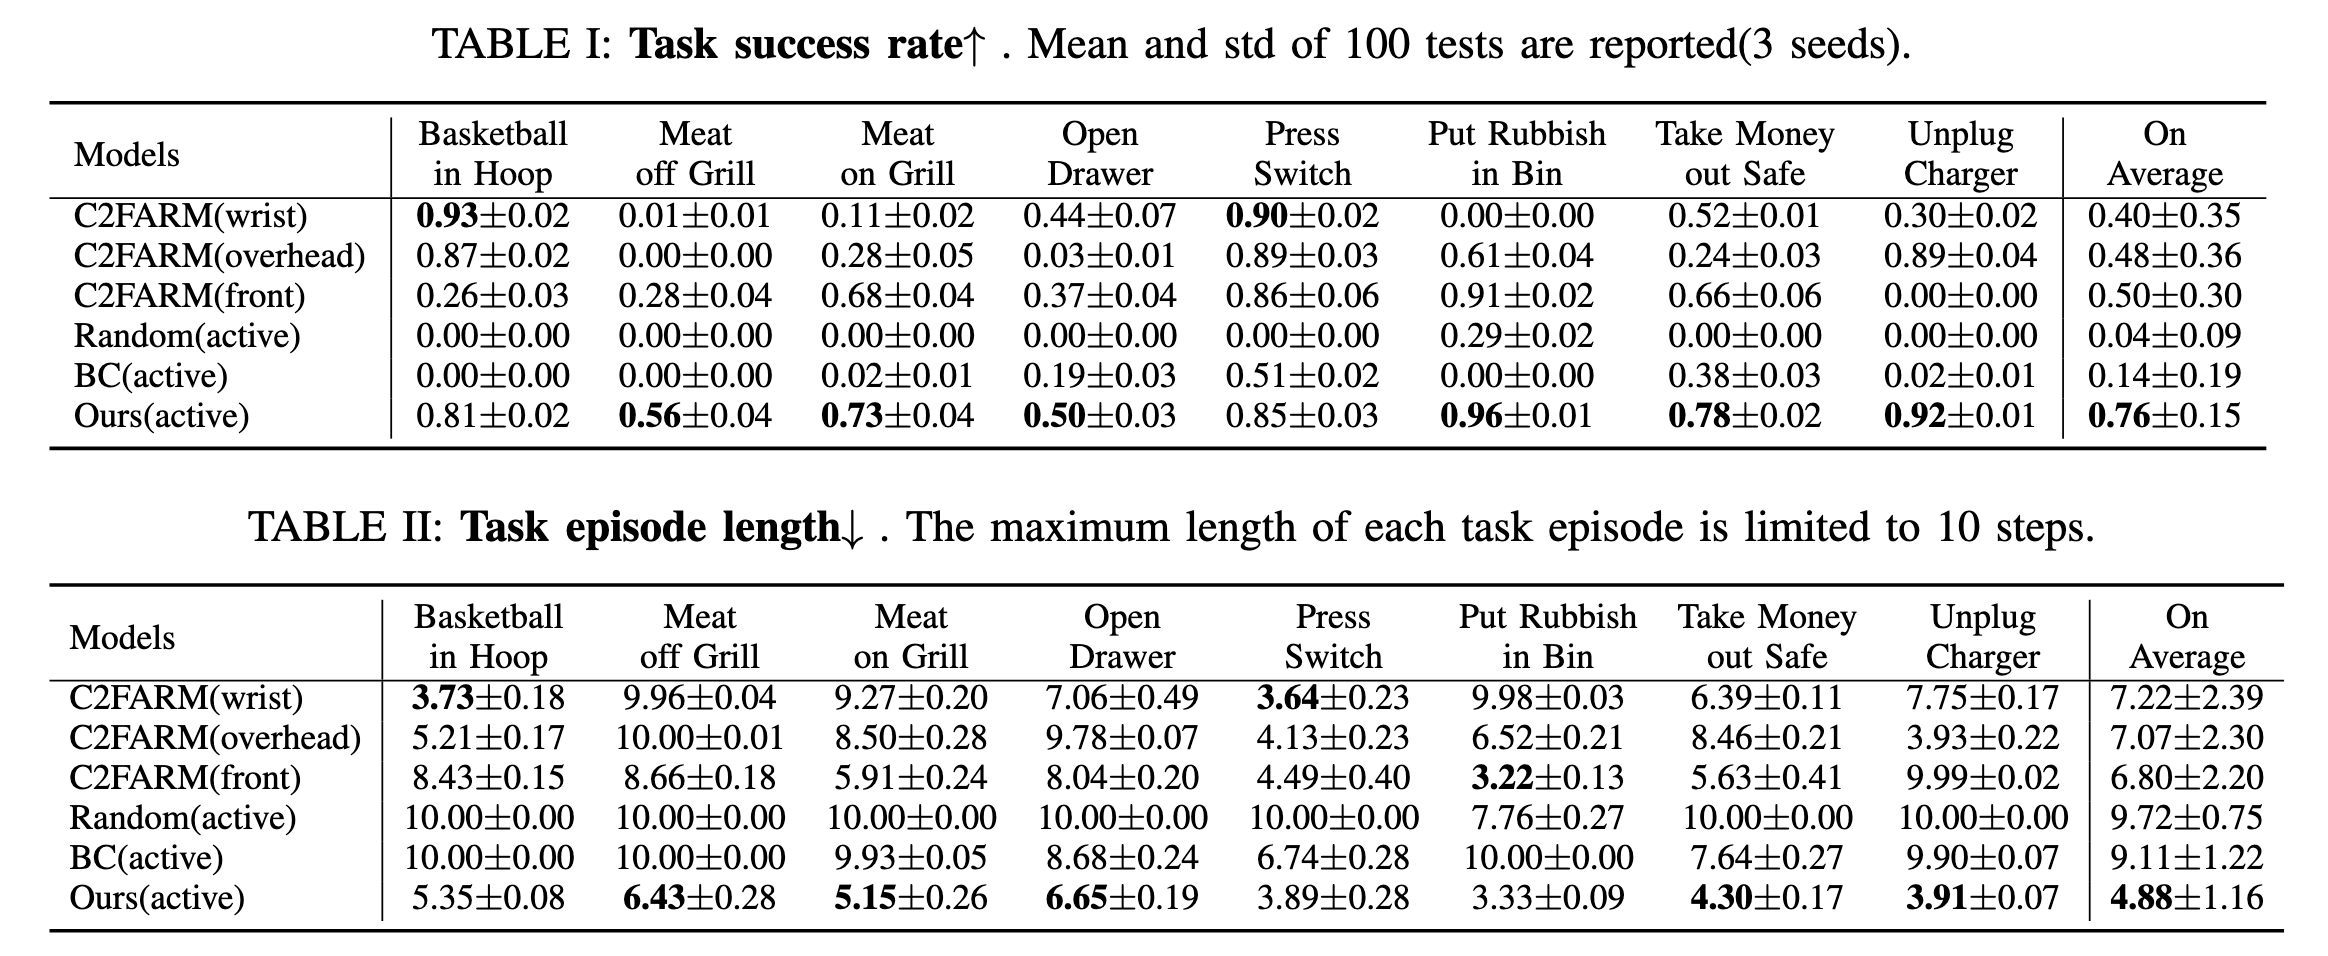 TABLE I: Task success rate↑ . Mean and std of 100 tests are reported(3 seeds).
Models Basketball in Hoop Meat off Grill Meat on Grill Open Drawer Press Switch Put Rubbish in Bin Take Money out Safe Unplug Charger On Average
C2FARM(wrist) 0.93±0.02 0.01±0.01 0.11±0.02 0.44±0.07 0.90±0.02 0.00±0.00 0.52±0.01 0.30±0.02 0.40±0.35
C2FARM(overhead) 0.87±0.02 0.00±0.00 0.28±0.05 0.03±0.01 0.89±0.03 0.61±0.04 0.24±0.03 0.89±0.04 0.48±0.36
C2FARM(front) 0.26±0.03 0.28±0.04 0.68±0.04 0.37±0.04 0.86±0.06 0.91±0.02 0.66±0.06 0.00±0.00 0.50±0.30
Random(active) 0.00±0.00 0.00±0.00 0.00±0.00 0.00±0.00 0.00±0.00 0.29±0.02 0.00±0.00 0.00±0.00 0.04±0.09
BC(active) 0.00±0.00 0.00±0.00 0.02±0.01 0.19±0.03 0.51±0.02 0.00±0.00 0.38±0.03 0.02±0.01 0.14±0.19
Ours(active) 0.81±0.02 0.56±0.04 0.73±0.04 0.50±0.03 0.85±0.03 0.96±0.01 0.78±0.02 0.92±0.01 0.76±0.15
TABLE II: Task episode length↓ . The maximum length of each task episode is limited to 10 steps.
Models Basketball in Hoop Meat off Grill Meat on Grill Open Drawer Press Switch Put Rubbish in Bin Take Money out Safe Unplug Charger On Average
C2FARM(wrist) 3.73±0.18 9.96±0.04 9.27±0.20 7.06±0.49 3.64±0.23 9.98±0.03 6.39±0.11 7.75±0.17 7.22±2.39
C2FARM(overhead) 5.21±0.17 10.00±0.01 8.50±0.28 9.78±0.07 4.13±0.23 6.52±0.21 8.46±0.21 3.93±0.22 7.07±2.30
C2FARM(front) 8.43±0.15 8.66±0.18 5.91±0.24 8.04±0.20 4.49±0.40 3.22±0.13 5.63±0.41 9.99±0.02 6.80±2.20
Random(active) 10.00±0.00 10.00±0.00 10.00±0.00 10.00±0.00 10.00±0.00 7.76±0.27 10.00±0.00 10.00±0.00 9.72±0.75
BC(active) 10.00±0.00 10.00±0.00 9.93±0.05 8.68±0.24 6.74±0.28 10.00±0.00 7.64±0.27 9.90±0.07 9.11±1.22
Ours(active) 5.35±0.08 6.43±0.28 5.15±0.26 6.65±0.19 3.89±0.28 3.33±0.09 4.30±0.17 3.91±0.07 4.88±1.16